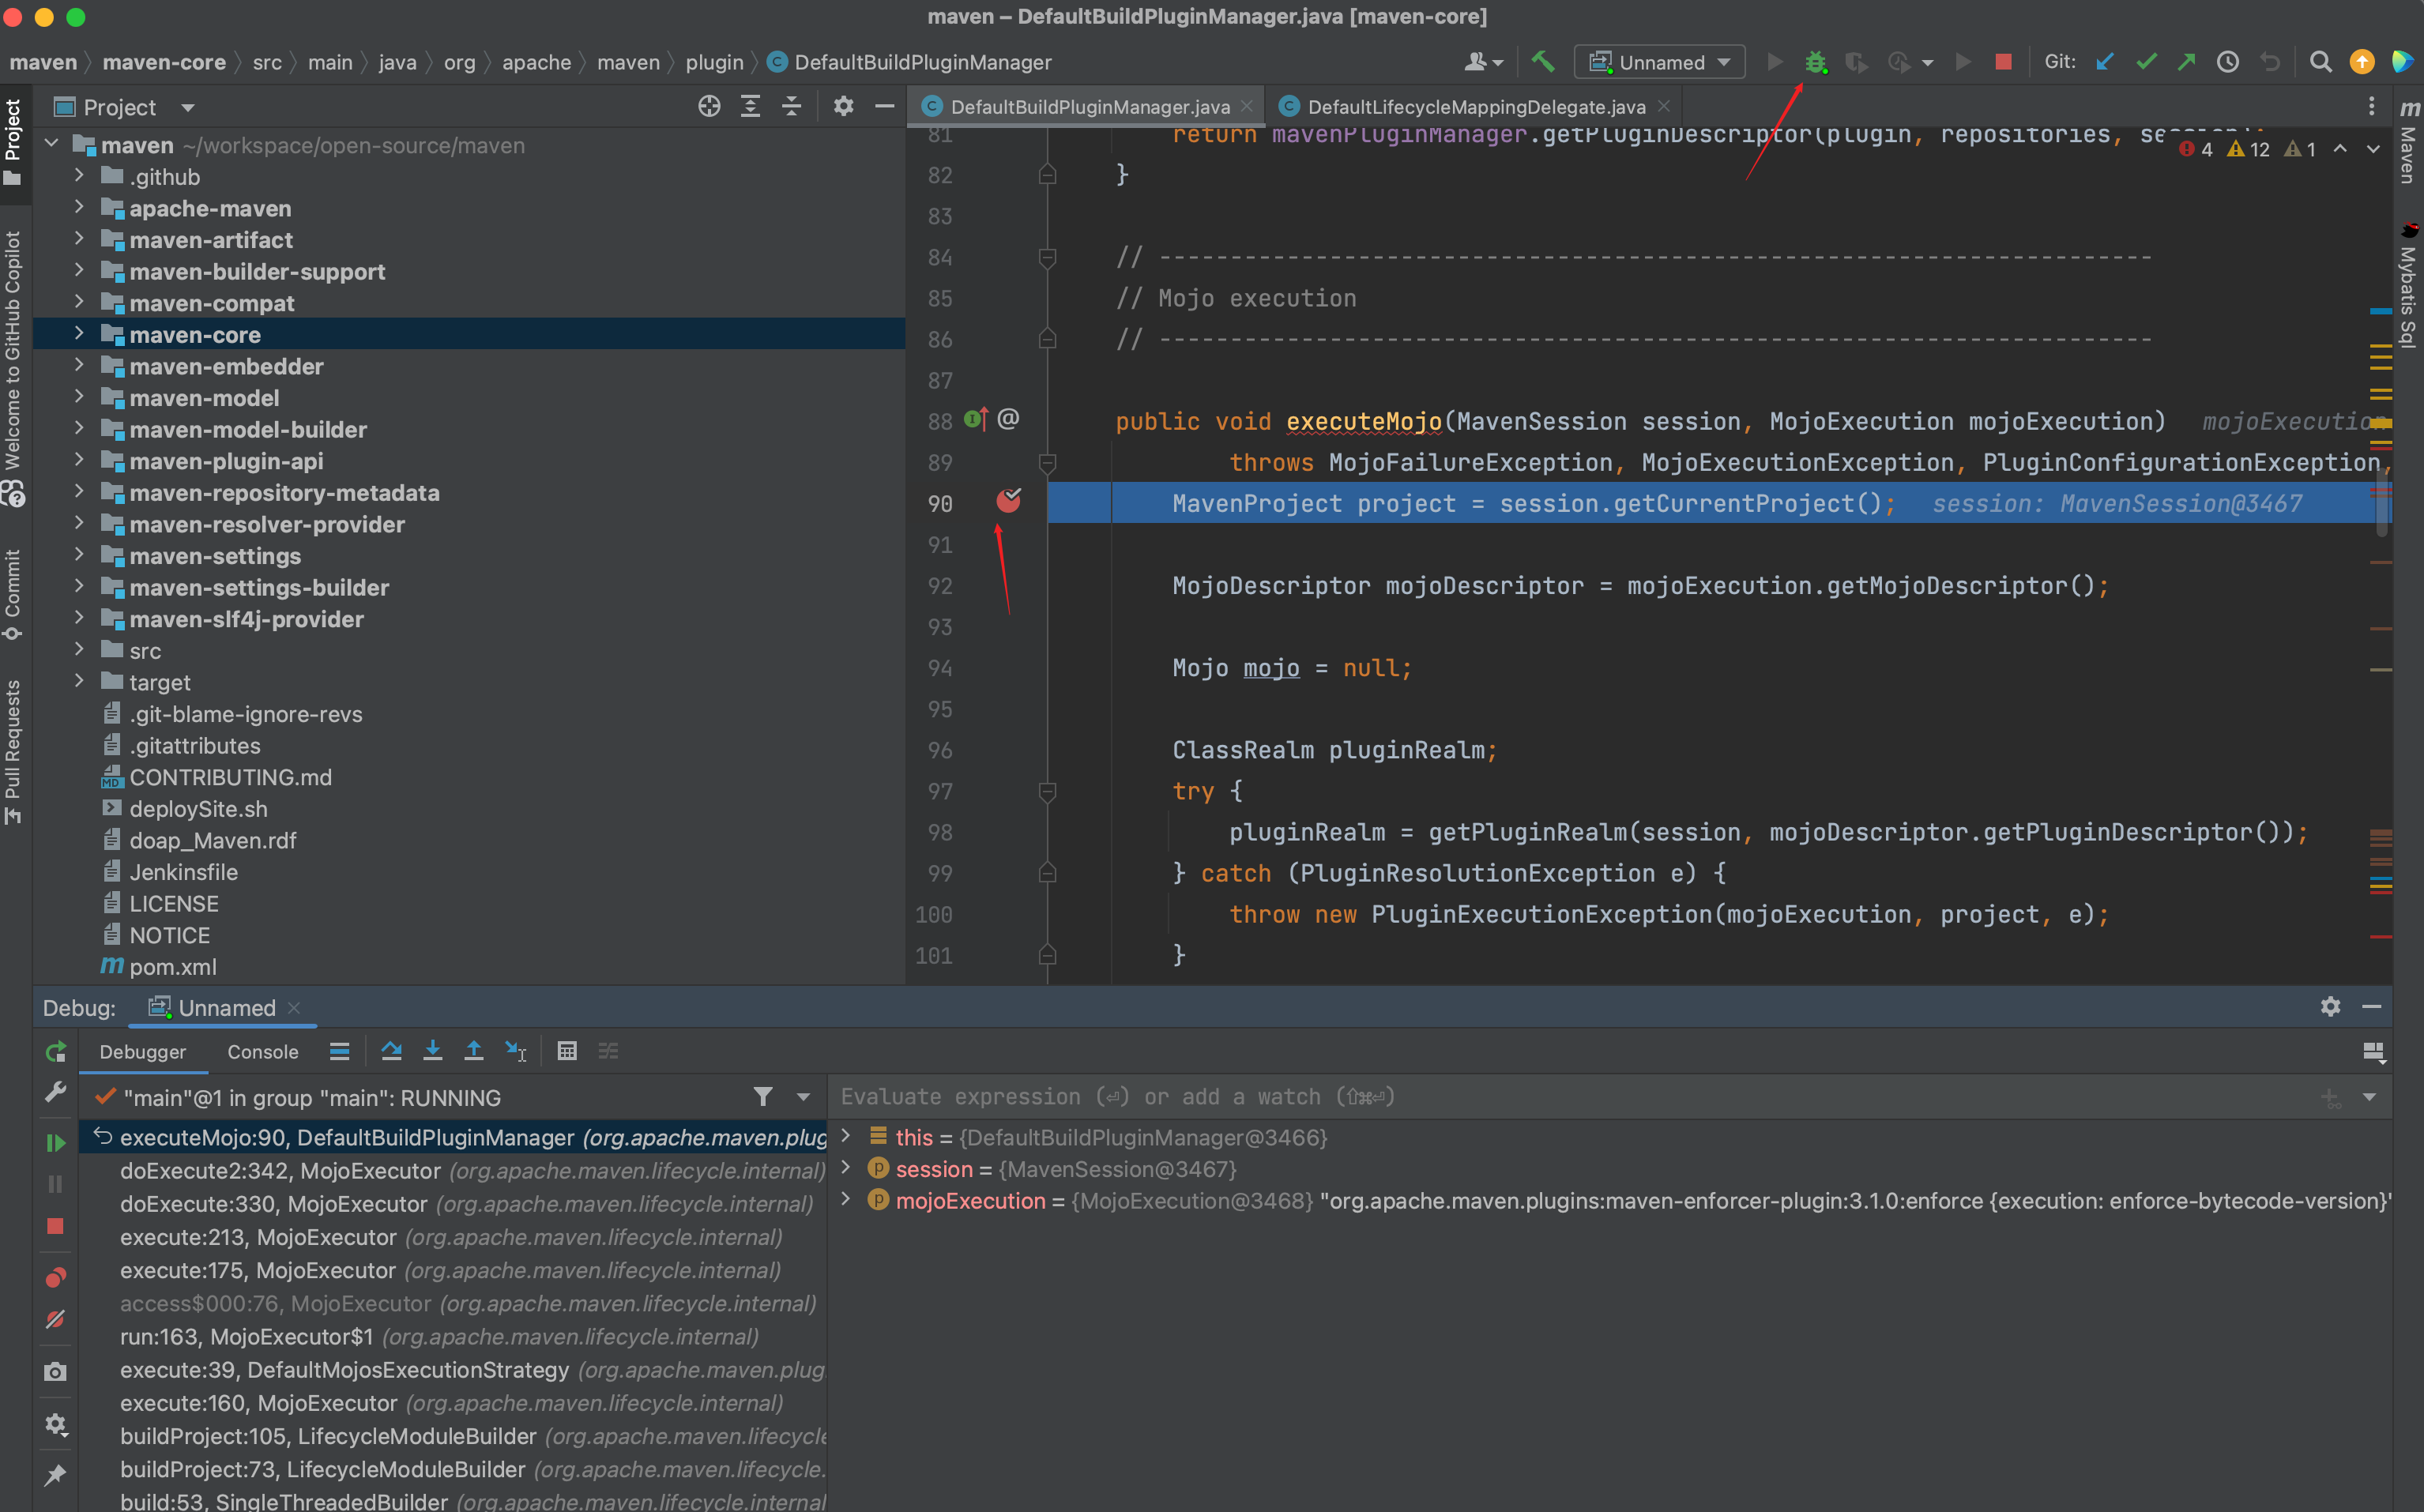 maven – DefaultBuildPluginManager.java [maven-core]
maven maven-core src main java org apache maven plugin DefaultBuildPluginManager
Unnamed
Git:
Project
DefaultBuildPluginManager.java
DefaultLifecycleMappingDelegate.java
Project
Welcome to GitHub Copilot
Commit
Pull Requests
Maven
Mybatis Sql
maven ~/workspace/open-source/maven
.github
apache-maven
maven-artifact
maven-builder-support
maven-compat
maven-core
maven-embedder
maven-model
maven-model-builder
maven-plugin-api
maven-repository-metadata
maven-resolver-provider
maven-settings
maven-settings-builder
maven-slf4j-provider
src
target
.git-blame-ignore-revs
.gitattributes
CONTRIBUTING.md
deploySite.sh
doap_Maven.rdf
Jenkinsfile
LICENSE
NOTICE
pom.xml
4 12 1
81 return mavenPluginManager.getPluginDescriptor(plugin, repositories, session);
82 }
83
84 // ----------------------------------------------------------------------
85 // Mojo execution
86 // ----------------------------------------------------------------------
87
88 public void executeMojo(MavenSession session, MojoExecution mojoExecution) mojoExecution
89 throws MojoFailureException, MojoExecutionException, PluginConfigurationException,
90 MavenProject project = session.getCurrentProject(); session: MavenSession@3467
91
92 MojoDescriptor mojoDescriptor = mojoExecution.getMojoDescriptor();
93
94 Mojo mojo = null;
95
96 ClassRealm pluginRealm;
97 try {
98 pluginRealm = getPluginRealm(session, mojoDescriptor.getPluginDescriptor());
99 } catch (PluginResolutionException e) {
100 throw new PluginExecutionException(mojoExecution, project, e);
101 }
Debug: Unnamed
Debugger Console
"main"@1 in group "main": RUNNING
executeMojo:90, DefaultBuildPluginManager (org.apache.maven.plug
doExecute2:342, MojoExecutor (org.apache.maven.lifecycle.internal)
doExecute:330, MojoExecutor (org.apache.maven.lifecycle.internal)
execute:213, MojoExecutor (org.apache.maven.lifecycle.internal)
execute:175, MojoExecutor (org.apache.maven.lifecycle.internal)
access$000:76, MojoExecutor (org.apache.maven.lifecycle.internal)
run:163, MojoExecutor$1 (org.apache.maven.lifecycle.internal)
execute:39, DefaultMojosExecutionStrategy (org.apache.maven.plug
execute:160, MojoExecutor (org.apache.maven.lifecycle.internal)
buildProject:105, LifecycleModuleBuilder (org.apache.maven.lifecycle
buildProject:73, LifecycleModuleBuilder (org.apache.maven.lifecycle.
build:53, SingleThreadedBuilder (org.apache.maven.lifecycle.internal
Evaluate expression (⏎) or add a watch (⇧⌘⏎)
this = {DefaultBuildPluginManager@3466}
session = {MavenSession@3467}
mojoExecution = {MojoExecution@3468} "org.apache.maven.plugins:maven-enforcer-plugin:3.1.0:enforce {execution: enforce-bytecode-version}"